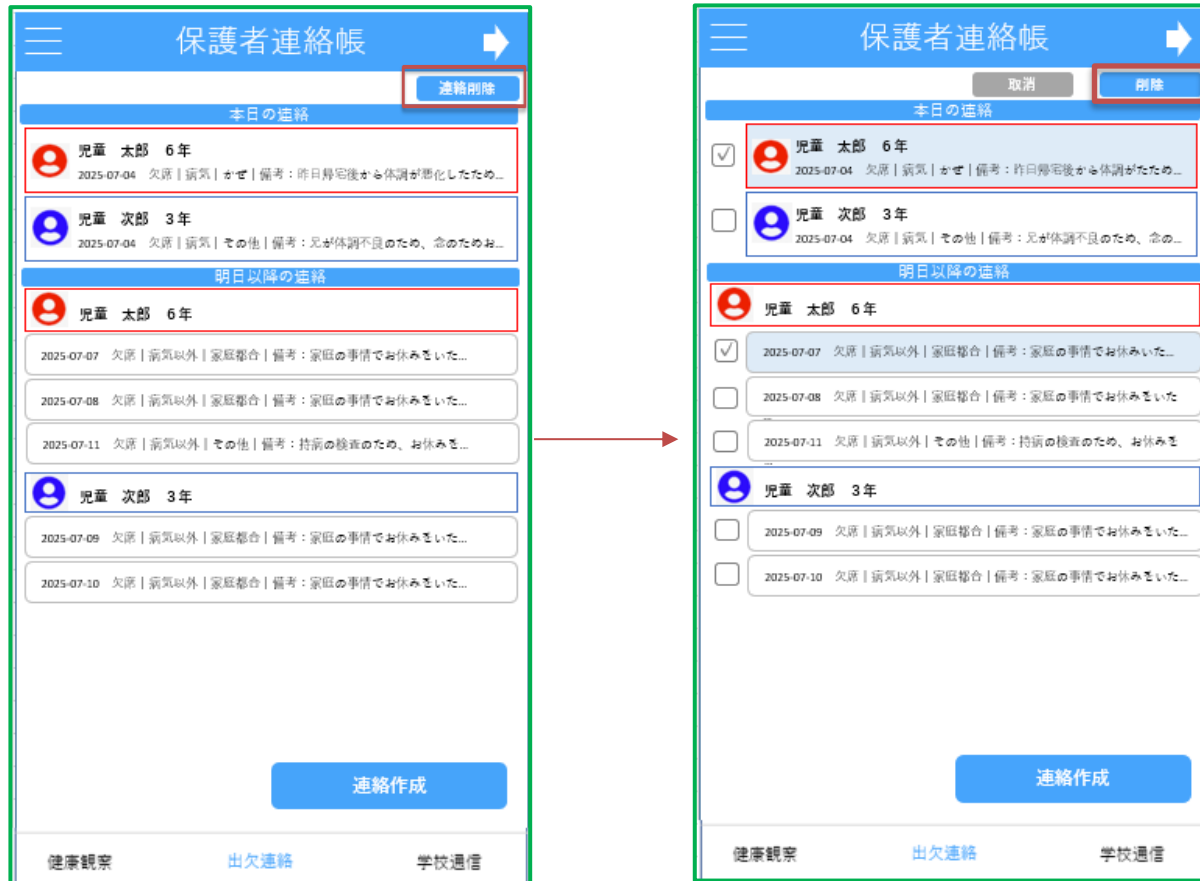 保護者連絡帳
連絡削除
本日の連絡
児童 太郎 6年
2025-07-04 欠席 | 病気 | かぜ | 備考：昨日帰宅後から体調が悪化したため...
児童 次郎 3年
2025-07-04 欠席 | 病気 | その他 | 備考：兄が体調不良のため、念のためお...
明日以降の連絡
児童 太郎 6年
2025-07-07 欠席 | 病気以外 | 家庭都合 | 備考：家庭の事情でお休みをいた...
2025-07-08 欠席 | 病気以外 | 家庭都合 | 備考：家庭の事情でお休みをいた...
2025-07-11 欠席 | 病気以外 | その他 | 備考：持病の検査のため、お休みを...
児童 次郎 3年
2025-07-09 欠席 | 病気以外 | 家庭都合 | 備考：家庭の事情でお休みをいた...
2025-07-10 欠席 | 病気以外 | 家庭都合 | 備考：家庭の事情でお休みをいた...
連絡作成
健康観察 出欠連絡 学校通信
保護者連絡帳
取消 削除
本日の連絡
児童 太郎 6年
2025-07-04 欠席 | 病気 | かぜ | 備考：昨日帰宅後から体調がたため...
児童 次郎 3年
2025-07-04 欠席 | 病気 | その他 | 備考：兄が体調不良のため、念の...
明日以降の連絡
児童 太郎 6年
2025-07-07 欠席 | 病気以外 | 家庭都合 | 備考：家庭の事情でお休みいた...
2025-07-08 欠席 | 病気以外 | 家庭都合 | 備考：家庭の事情でお休みをいた
2025-07-11 欠席 | 病気以外 | その他 | 備考：持病の検査のため、お休みを
児童 次郎 3年
2025-07-09 欠席 | 病気以外 | 家庭都合 | 備考：家庭の事情でお休みをいた...
2025-07-10 欠席 | 病気以外 | 家庭都合 | 備考：家庭の事情でお休みをいた...
連絡作成
健康観察 出欠連絡 学校通信